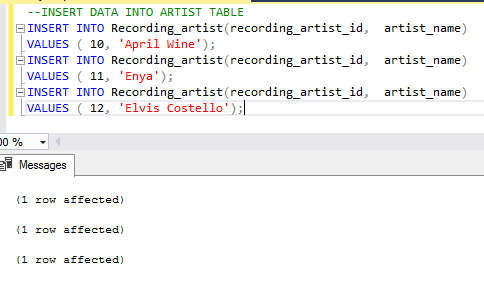 --INSERT DATA INTO ARTIST TABLE
INSERT INTO Recording_artist(recording_artist_id, artist_name)
VALUES ( 10, 'April Wine');
INSERT INTO Recording_artist(recording_artist_id, artist_name)
VALUES ( 11, 'Enya');
INSERT INTO Recording_artist(recording_artist_id, artist_name)
VALUES ( 12, 'Elvis Costello');
00 %
Messages
(1 row affected)
(1 row affected)
(1 row affected)